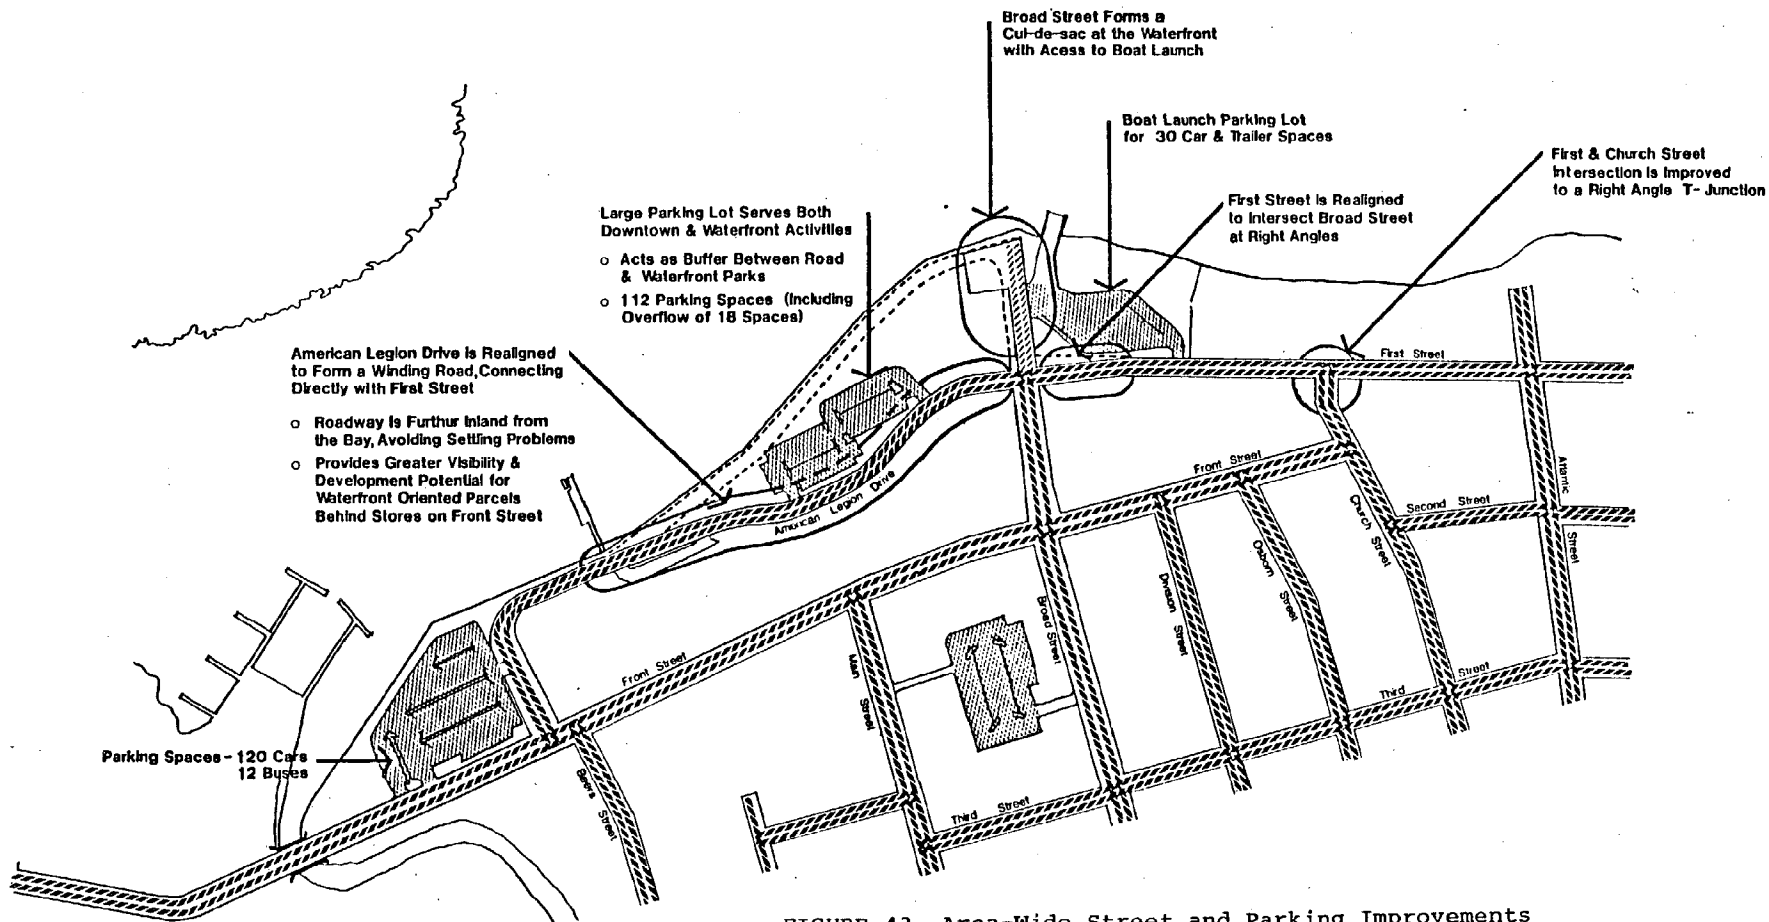 Broad Street Forms a
Cul-de-sac at the Waterfront
with Acess to Boat Launch
Boat Launch Parking Lot
for 30 Car & Trailer Spaces
First & Church Street
Intersection is Improved
to a Right Angle T-Junction
First Street is Realigned
to Intersect Broad Street
at Right Angles
Large Parking Lot Serves Both
Downtown & Waterfront Activities
o Acts as Buffer Between Road
& Waterfront Parks
o 112 Parking Spaces (Including
Overflow of 18 Spaces)
American Legion Drive is Realigned
to Form a Winding Road, Connecting
Directly with First Street
o Roadway is Furthur Inland from
the Bay, Avoiding Settling Problems
o Provides Greater Visibility &
Development Potential for
Waterfront Oriented Parcels
Behind Stores on Front Street
First Street
Front Street
American Legion Drive
Second Street
Atlantic Street
Church Street
Osborn Street
Division Street
Broad Street
Main Street
Front Street
Third Street
Parking Spaces - 120 Cars
12 Buses
Beers Street
Third Street
FIGURE 43 Area-Wide Street and Parking Improvements